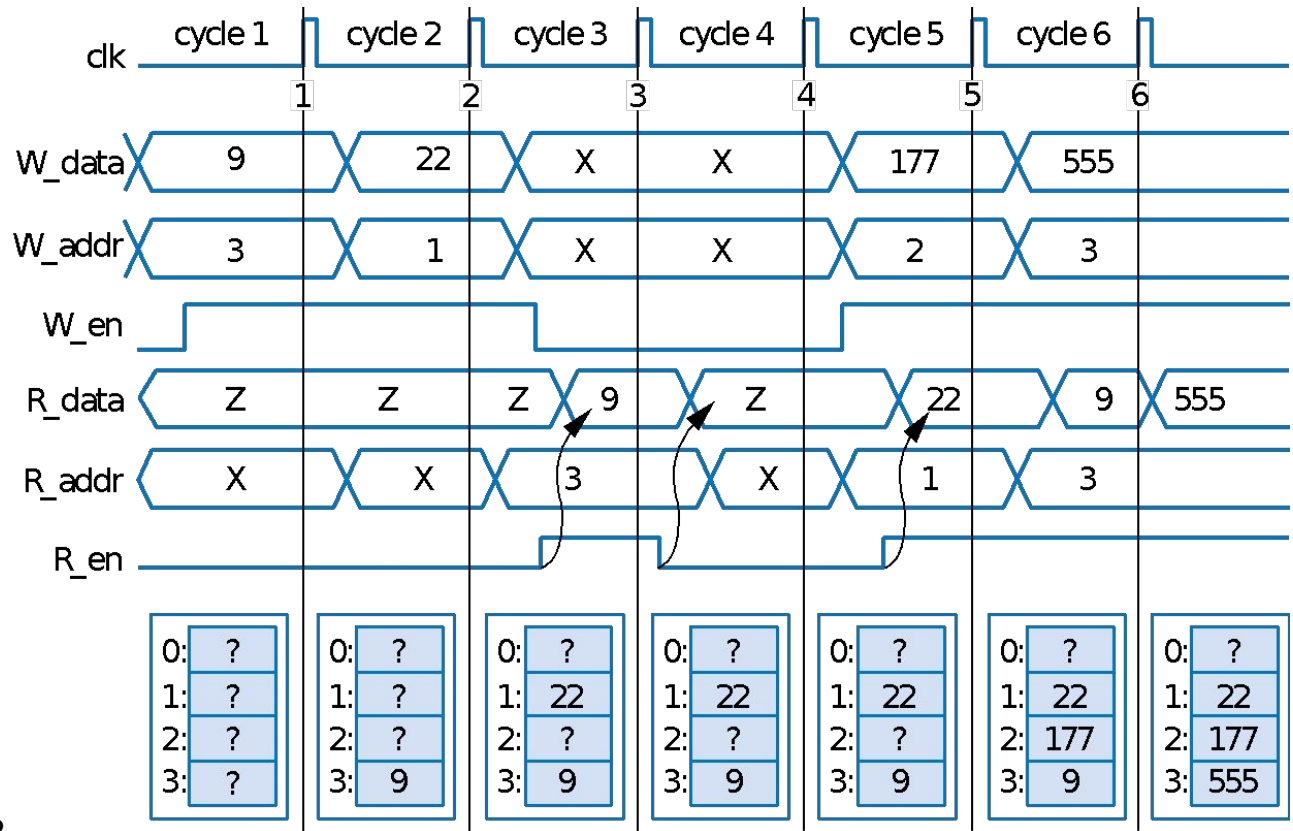 clk cycle 1 cycle 2 cycle 3 cycle 4 cycle 5 cycle 6
1 2 3 4 5 6
W_data 9 22 X X 177 555
W_addr 3 1 X X 2 3
W_en
R_data Z Z Z 9 Z 22 9 555
R_addr X X 3 X 1 3
R_en
0: ? 0: ? 0: ? 0: ? 0: ? 0: ? 0: ?
1: ? 1: ? 1: 22 1: 22 1: 22 1: 22 1: 22
2: ? 2: ? 2: ? 2: ? 2: ? 2: 177 2: 177
3: ? 3: 9 3: 9 3: 9 3: 9 3: 9 3: 555